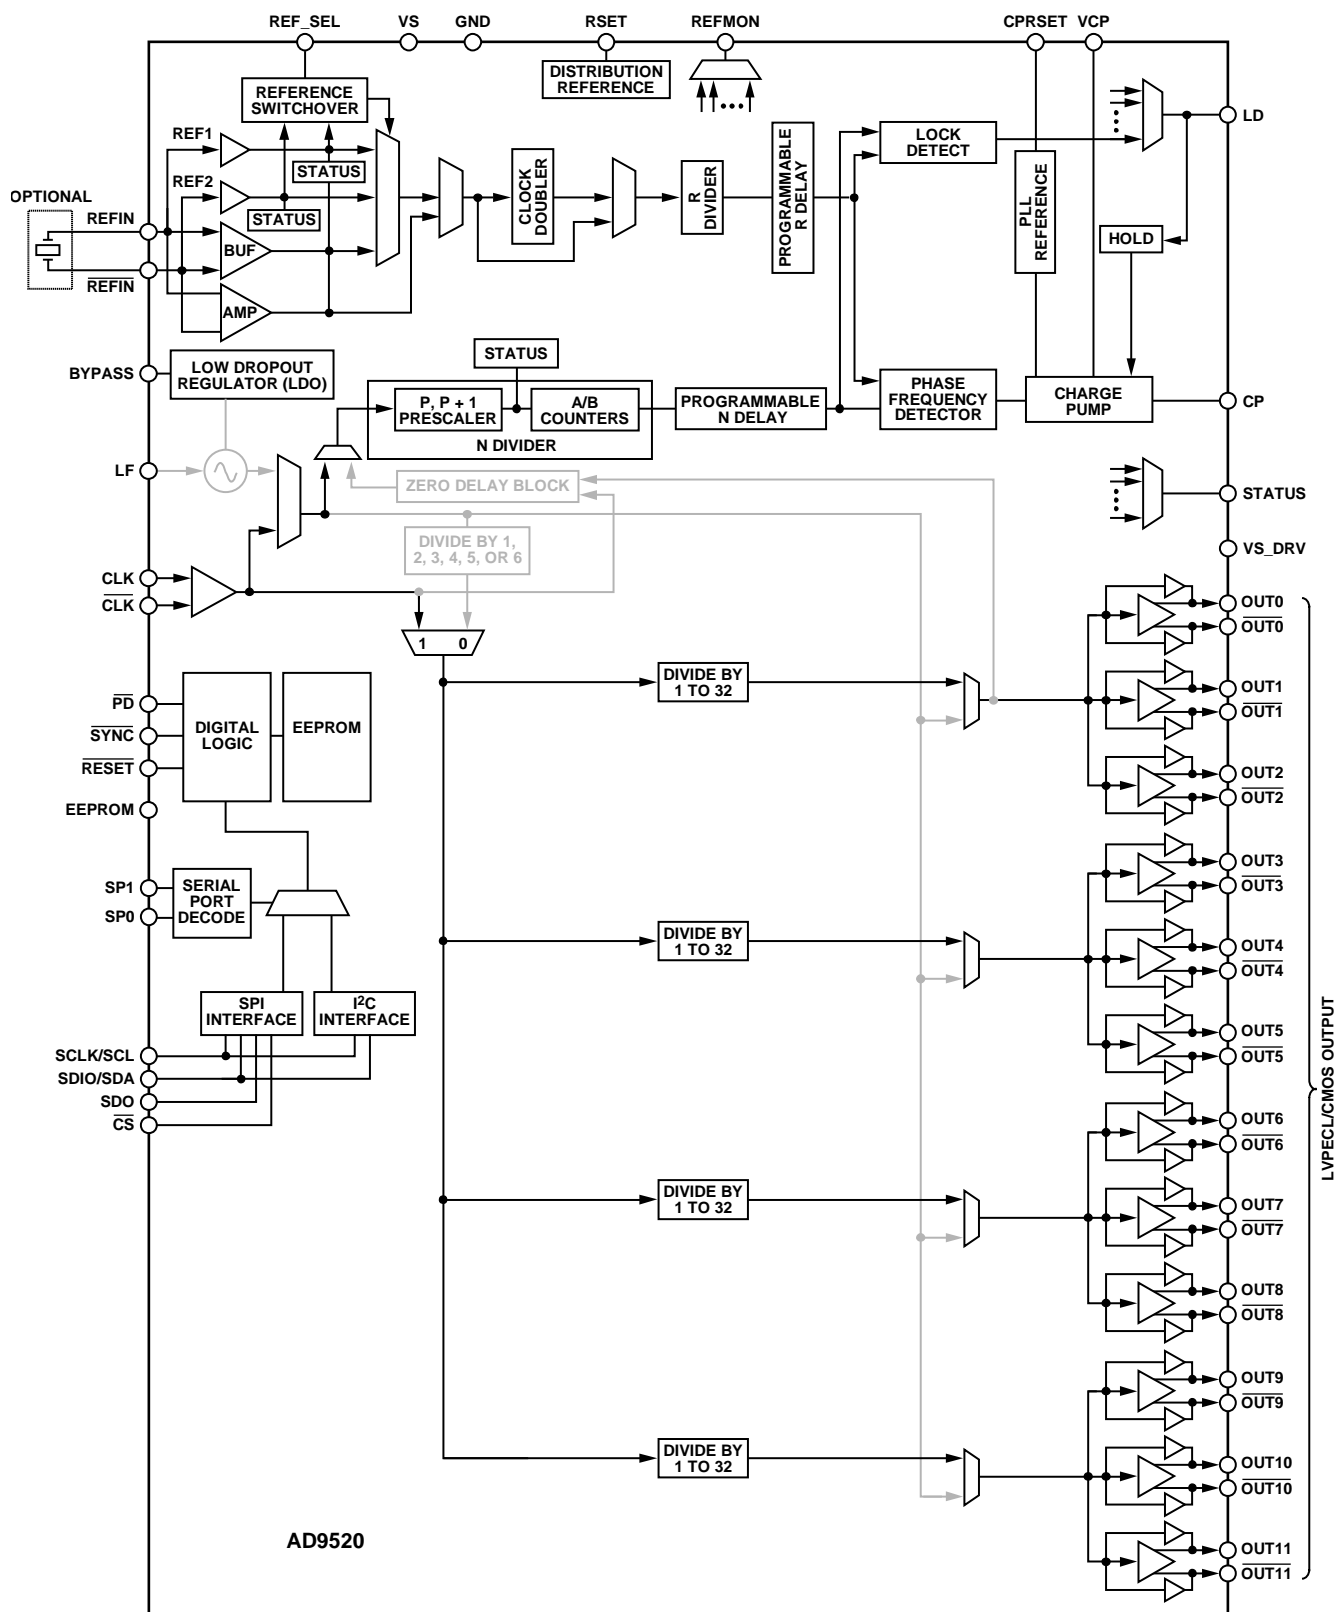 REF_SEL
VS
GND
RSET
REFMON
CPRSET
VCP
DISTRIBUTION
REFERENCE
REFERENCE
SWITCHOVER
LD
LOCK
DETECT
REF1
STATUS
REF2
STATUS
OPTIONAL
REFIN
REFIN
BUF
AMP
CLOCK
DOUBLER
R
DIVIDER
PROGRAMMABLE
R DELAY
PLL
REFERENCE
HOLD
BYPASS
LOW DROPOUT
REGULATOR (LDO)
STATUS
P, P + 1
PRESCALER
A/B
COUNTERS
N DIVIDER
PROGRAMMABLE
N DELAY
PHASE
FREQUENCY
DETECTOR
CHARGE
PUMP
CP
LF
ZERO DELAY BLOCK
STATUS
DIVIDE BY 1,
2, 3, 4, 5, OR 6
VS_DRV
CLK
CLK
1 0
OUT0
OUT0
DIVIDE BY
1 TO 32
OUT1
OUT1
PD
SYNC
RESET
DIGITAL
LOGIC
EEPROM
OUT2
OUT2
EEPROM
SP1
SP0
SERIAL
PORT
DECODE
OUT3
OUT3
DIVIDE BY
1 TO 32
OUT4
OUT4
SPI
INTERFACE
I2C
INTERFACE
OUT5
OUT5
SCLK/SCL
SDIO/SDA
SDO
CS
LVPECL/CMOS OUTPUT
OUT6
OUT6
DIVIDE BY
1 TO 32
OUT7
OUT7
OUT8
OUT8
OUT9
OUT9
DIVIDE BY
1 TO 32
OUT10
OUT10
AD9520
OUT11
OUT11